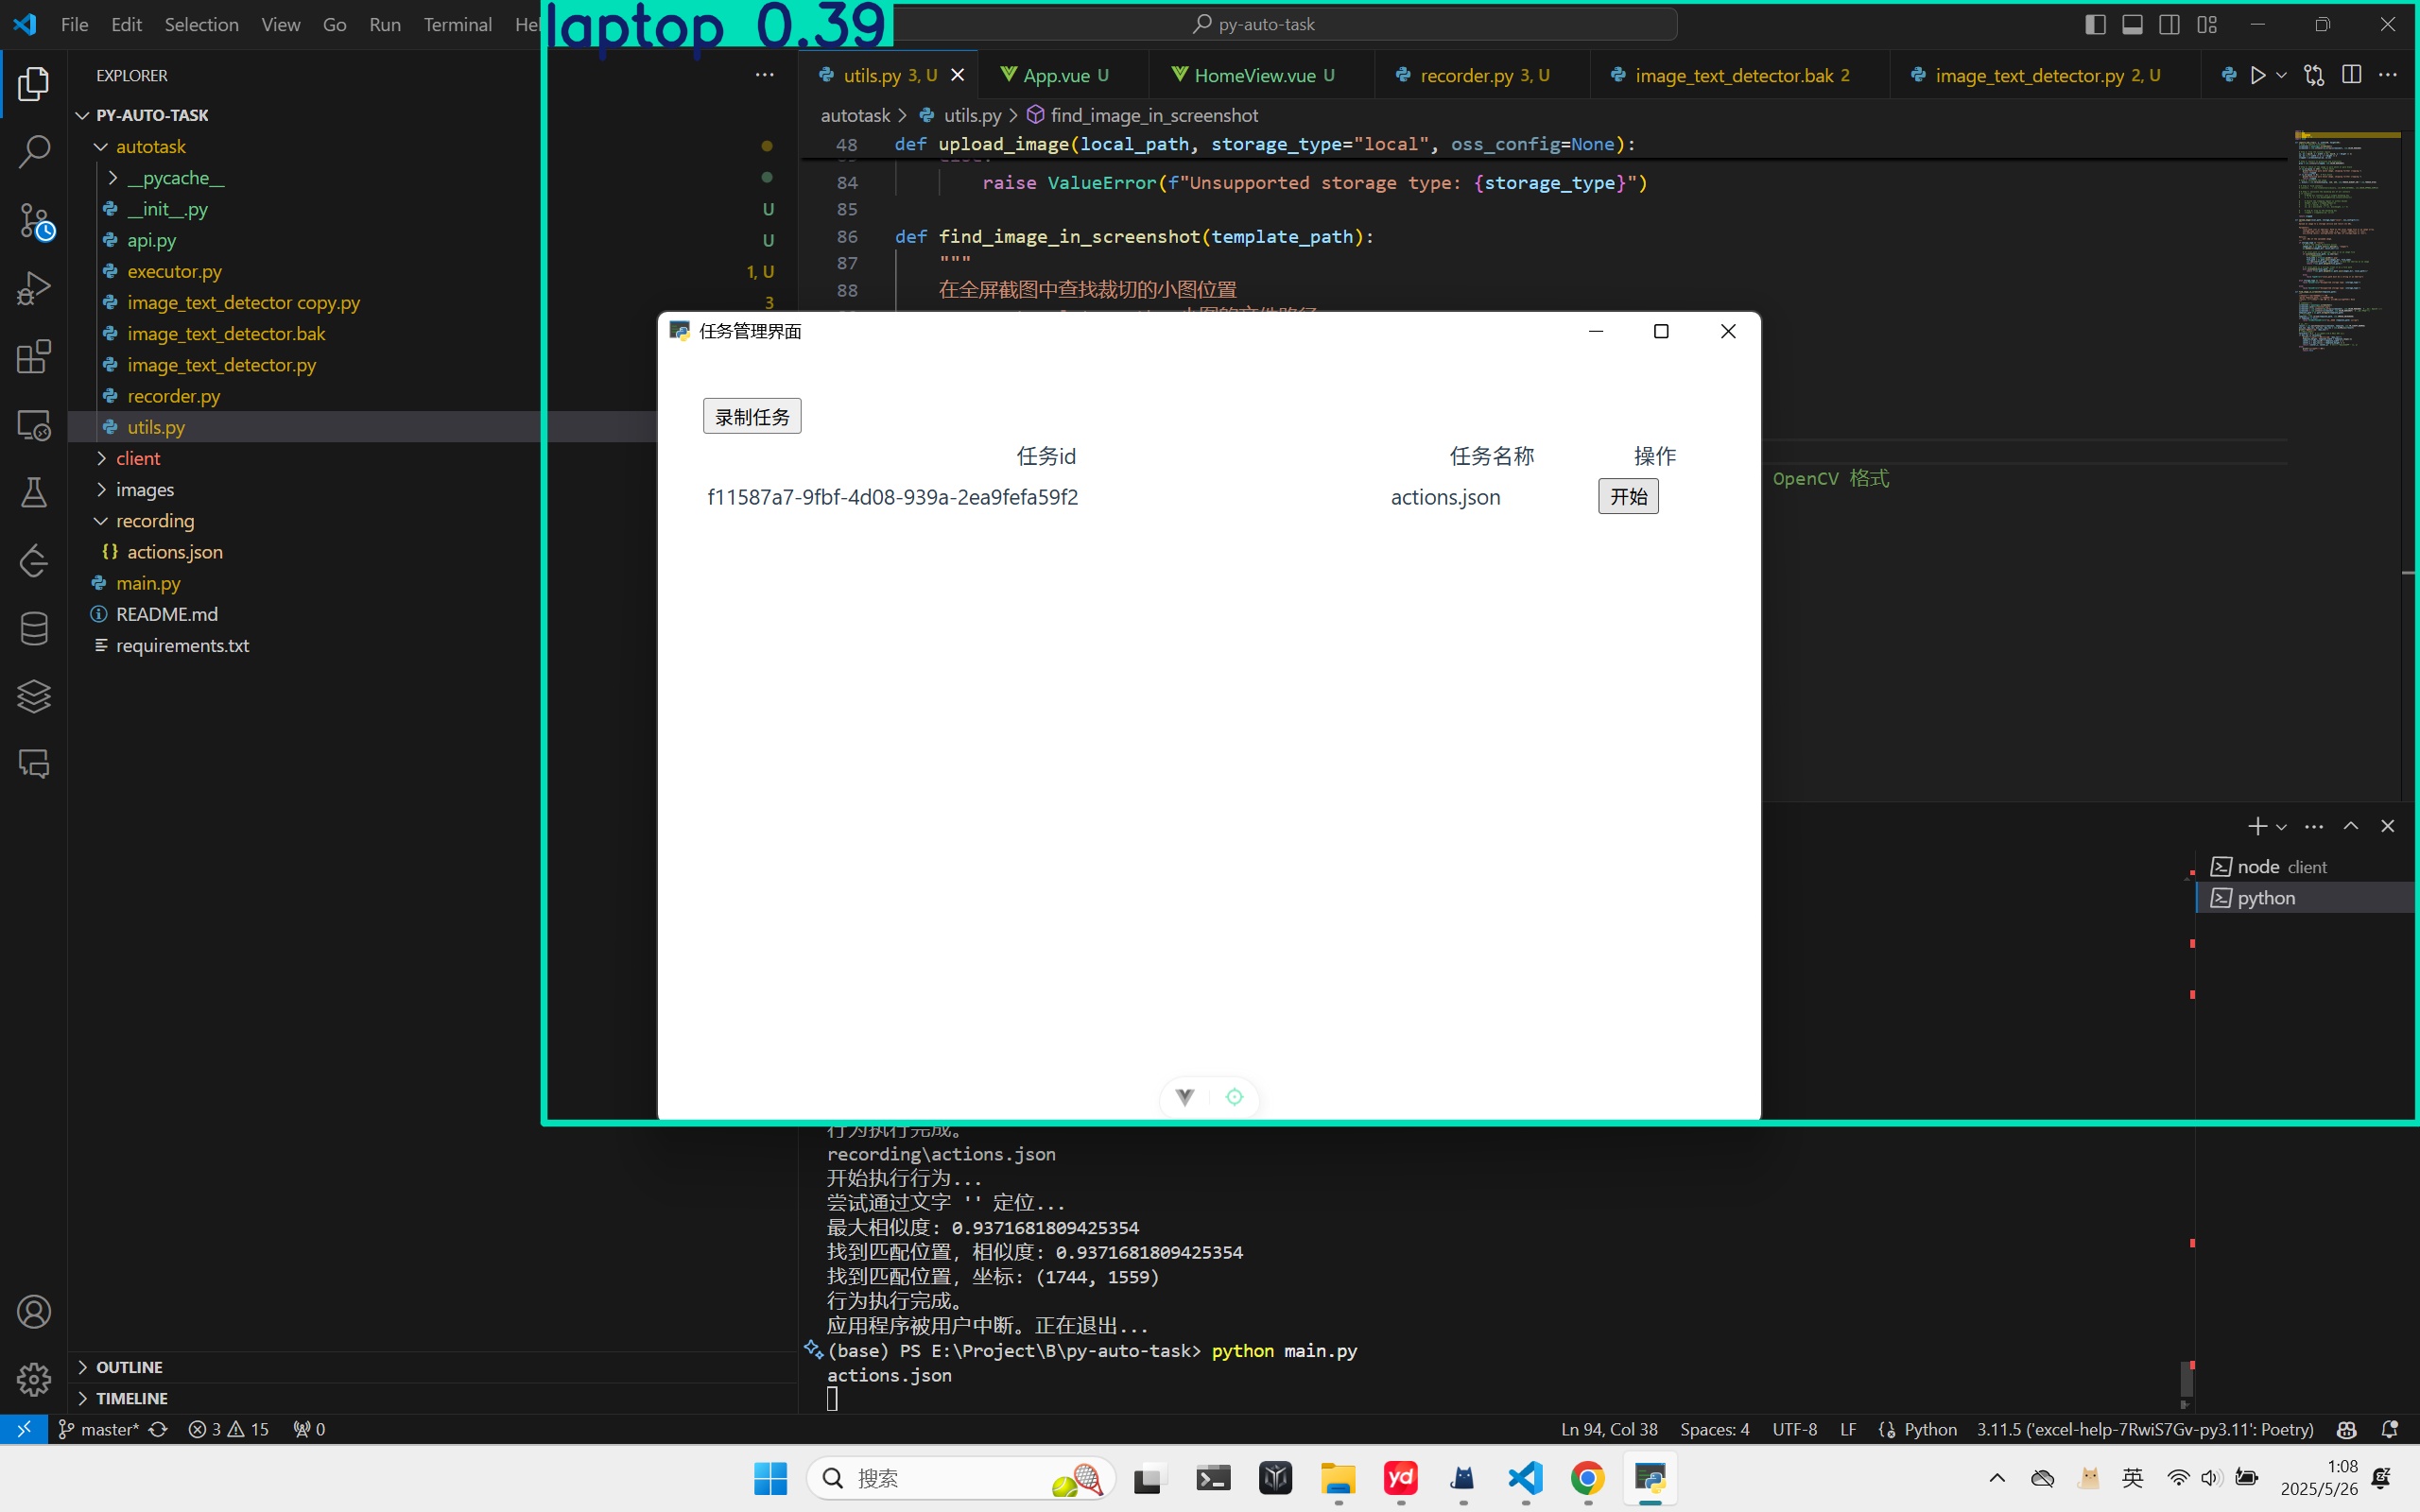 File Edit Selection View Go Run Terminal Hel
laptop 0.39
py-auto-task
EXPLORER
PY-AUTO-TASK
autotask
__pycache__
__init__.py U
api.py U
executor.py 1, U
image_text_detector copy.py 3
image_text_detector.bak
image_text_detector.py
recorder.py
utils.py
client
images
recording
actions.json
main.py
README.md
requirements.txt
OUTLINE
TIMELINE
utils.py 3, U
App.vue U
HomeView.vue U
recorder.py 3, U
image_text_detector.bak 2
image_text_detector.py 2, U
autotask > utils.py > find_image_in_screenshot
48 def upload_image(local_path, storage_type="local", oss_config=None):
84 raise ValueError(f"Unsupported storage type: {storage_type}")
85
86 def find_image_in_screenshot(template_path):
87 """
88 在全屏截图中查找裁切的小图位置
OpenCV 格式
任务管理界面
录制任务
任务id 任务名称 操作
f11587a7-9fbf-4d08-939a-2ea9fefa59f2 actions.json 开始
node client
python
行为执行完成。
recording\actions.json
开始执行行为...
尝试通过文字 '' 定位...
最大相似度: 0.9371681809425354
找到匹配位置, 相似度: 0.9371681809425354
找到匹配位置, 坐标: (1744, 1559)
行为执行完成。
应用程序被用户中断。正在退出...
(base) PS E:\Project\B\py-auto-task> python main.py
actions.json
master* 3 15 0
Ln 94, Col 38 Spaces: 4 UTF-8 LF Python 3.11.5 ('excel-help-7RwiS7Gv-py3.11': Poetry)
搜索
yd
英
1:08
2025/5/26